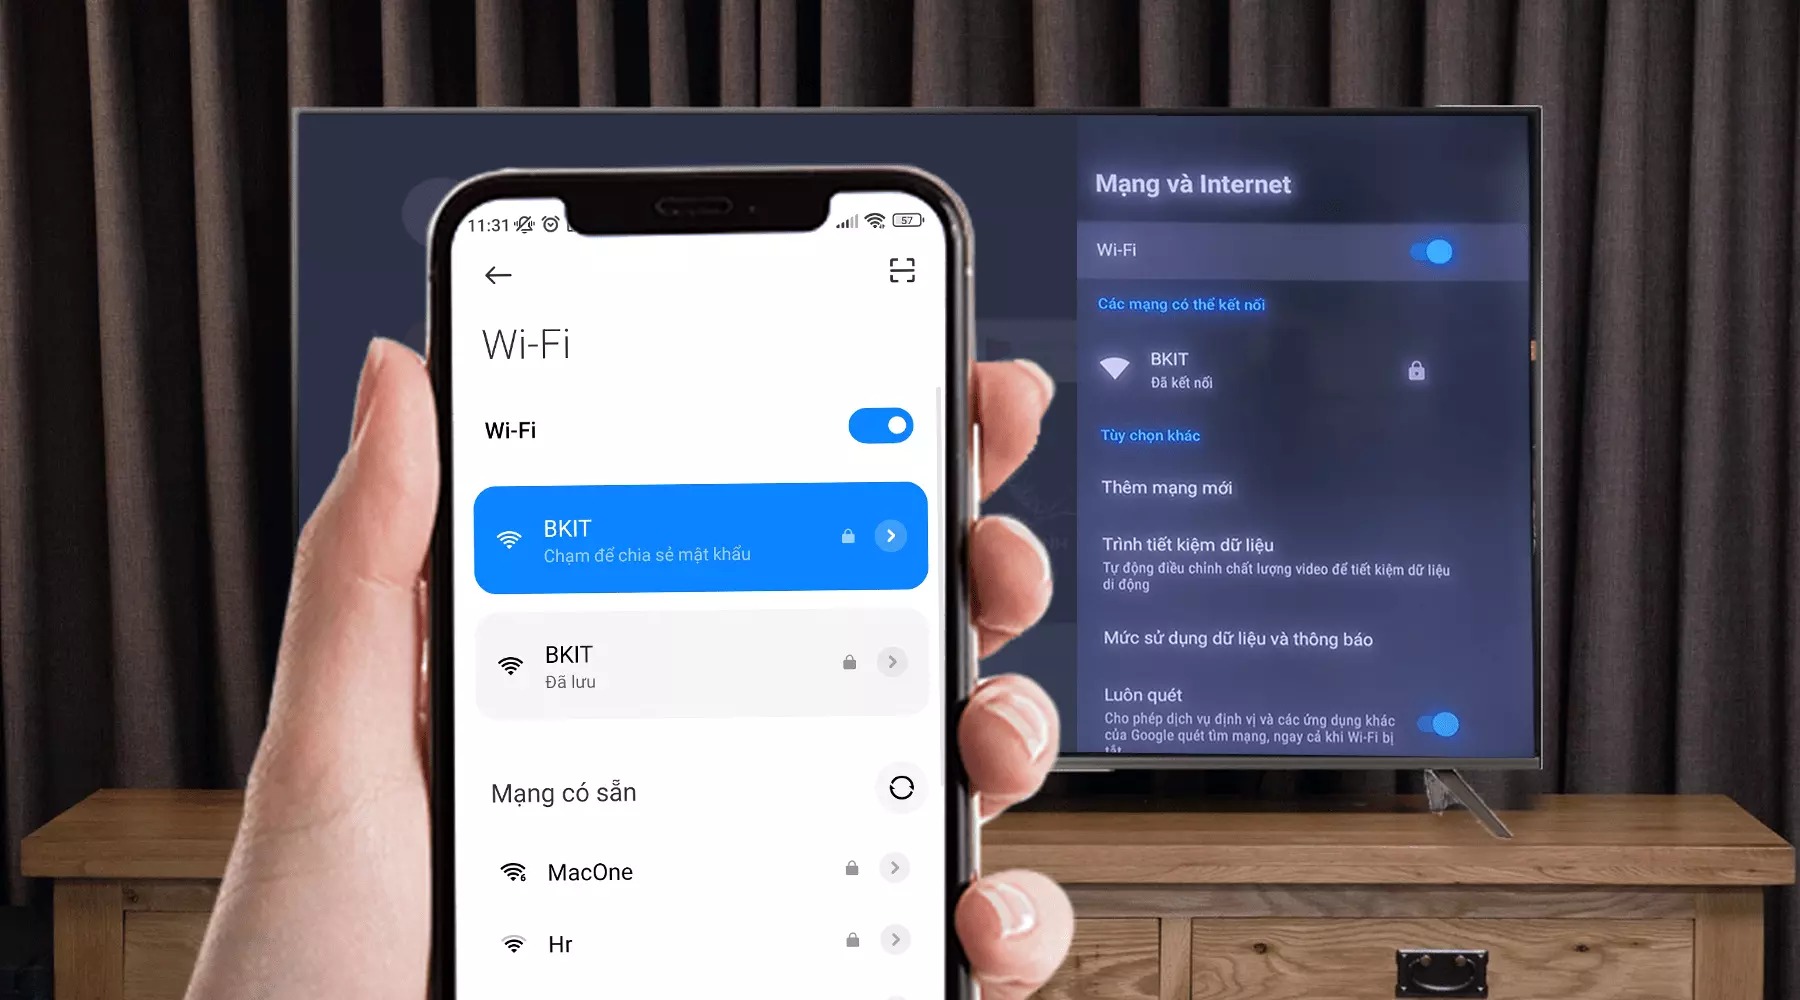 11:31
57
Wi-Fi
Wi-Fi
BKIT
Chạm để chia sẻ mật khẩu
BKIT
Đã lưu
Mạng có sẵn
MacOne
6
Hr
Mạng và Internet
Wi-Fi
Các mạng có thể kết nối
BKIT
Đã kết nối
Tùy chọn khác
Thêm mạng mới
Trình tiết kiệm dữ liệu
Tự động điều chỉnh chất lượng video để tiết kiệm dữ liệu
di động
Mức sử dụng dữ liệu và thông báo
Luôn quét
Cho phép dịch vụ định vị và các ứng dụng khác
của Google quét tìm mạng, ngay cả khi Wi-Fi bị